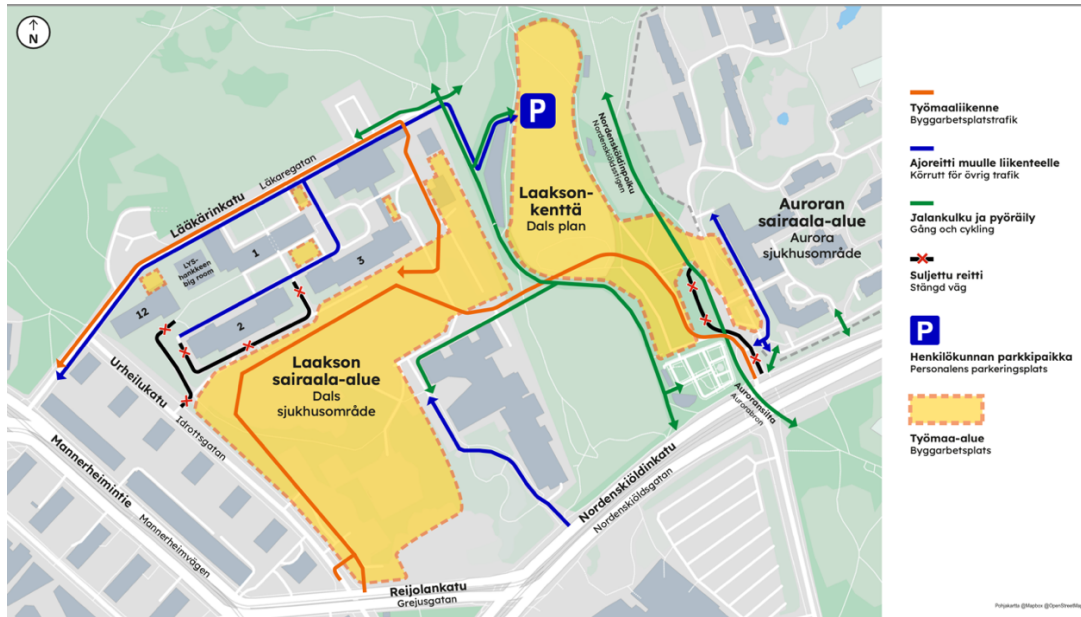 N
P
Lääkärinkatu
Läkaregatan
Nordenskiöldinpolku
Nordenskiöldsstigen
Laakson-
kenttä
Dals plan
Auroran
sairaala-alue
Aurora
sjukhusområde
LYS-
hankkeen
big room
1
3
12
2
Laakson
sairaala-alue
Dals
sjukhusområde
Urheilukatu
Idrottsgatan
Mannerheimintie
Mannerheimvägen
Auroransilta
Aurorabron
Nordenskiöldinkatu
Nordenskiöldsgatan
Reijolankatu
Grejusgatan
Työmaaliikenne
Byggarbetsplatstrafik
Ajoreitti muulle liikenteelle
Körrutt för övrig trafik
Jalankulku ja pyöräily
Gång och cykling
Suljettu reitti
Stängd väg
P
Henkilökunnan parkkipaikka
Personalens parkeringsplats
Työmaa-alue
Byggarbetsplats
Pohjakartta @Mapbox @OpenStreetMap